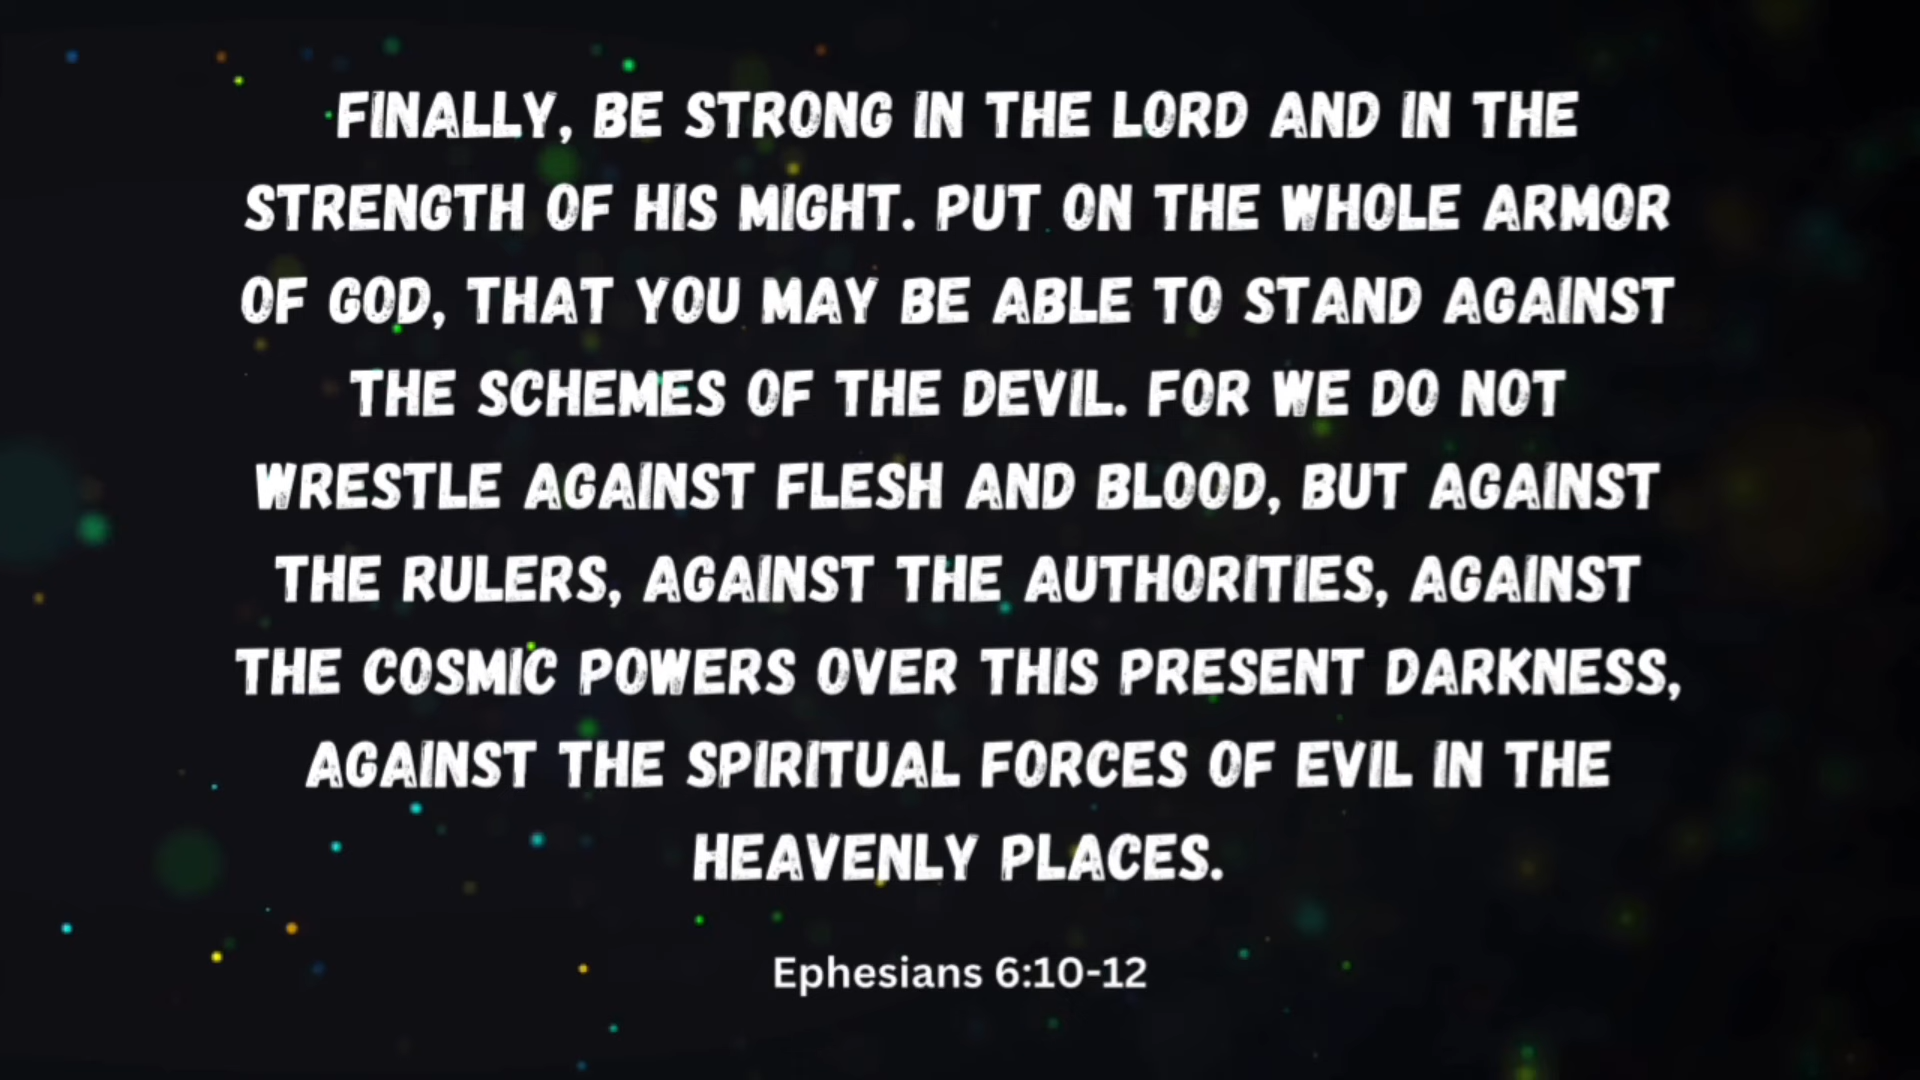 FINALLY, BE STRONG IN THE LORD AND IN THE
STRENGTH OF HIS MIGHT. PUT ON THE WHOLE ARMOR
OF GOD, THAT YOU MAY BE ABLE TO STAND AGAINST
THE SCHEMES OF THE DEVIL. FOR WE DO NOT
WRESTLE AGAINST FLESH AND BLOOD, BUT AGAINST
THE RULERS, AGAINST THE AUTHORITIES, AGAINST
THE COSMIC POWERS OVER THIS PRESENT DARKNESS,
AGAINST THE SPIRITUAL FORCES OF EVIL IN THE
HEAVENLY PLACES.
Ephesians 6:10-12